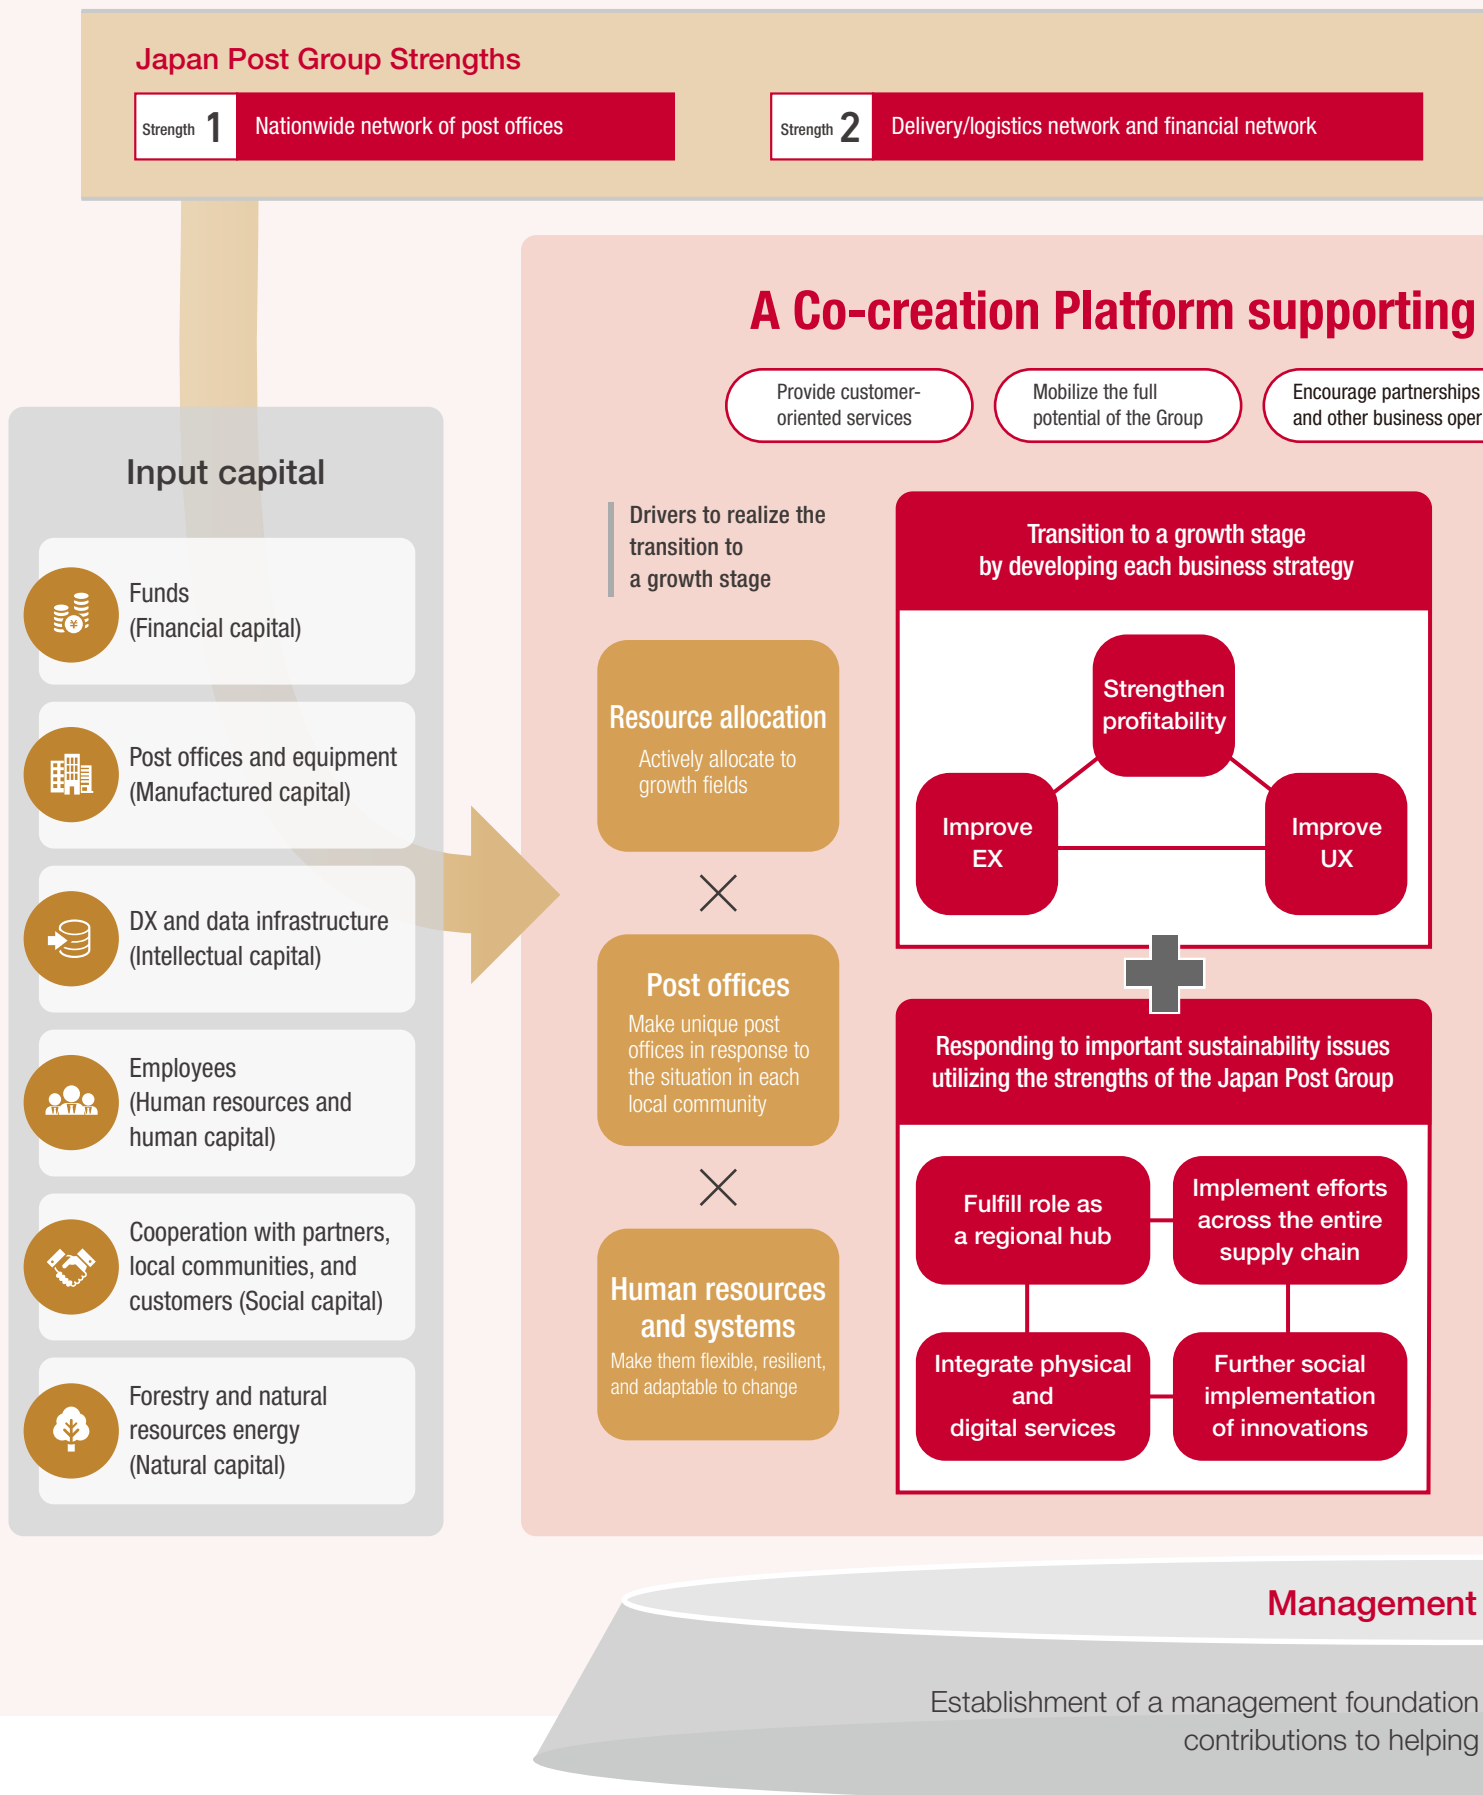 Japan Post Group Strengths
Strength 1 Nationwide network of post offices
Strength 2 Delivery/logistics network and financial network
A Co-creation Platform supporting
Provide customer-
oriented services
Mobilize the full
potential of the Group
Encourage partnerships
and other business oper
Input capital
Funds
(Financial capital)
Post offices and equipment
(Manufactured capital)
DX and data infrastructure
(Intellectual capital)
Employees
(Human resources and
human capital)
Cooperation with partners,
local communities, and
customers (Social capital)
Forestry and natural
resources energy
(Natural capital)
Drivers to realize the
transition to
a growth stage
Resource allocation
Actively allocate to
growth fields
Post offices
Make unique post
offices in response to
the situation in each
local community
Human resources
and systems
Make them flexible, resilient,
and adaptable to change
Transition to a growth stage
by developing each business strategy
Strengthen
profitability
Improve
EX
Improve
UX
Responding to important sustainability issues
utilizing the strengths of the Japan Post Group
Fulfill role as
a regional hub
Implement efforts
across the entire
supply chain
Integrate physical
and
digital services
Further social
implementation
of innovations
Management
Establishment of a management foundation
contributions to helping